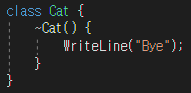 class Cat {
~Cat() {
WriteLine("Bye");
}
}